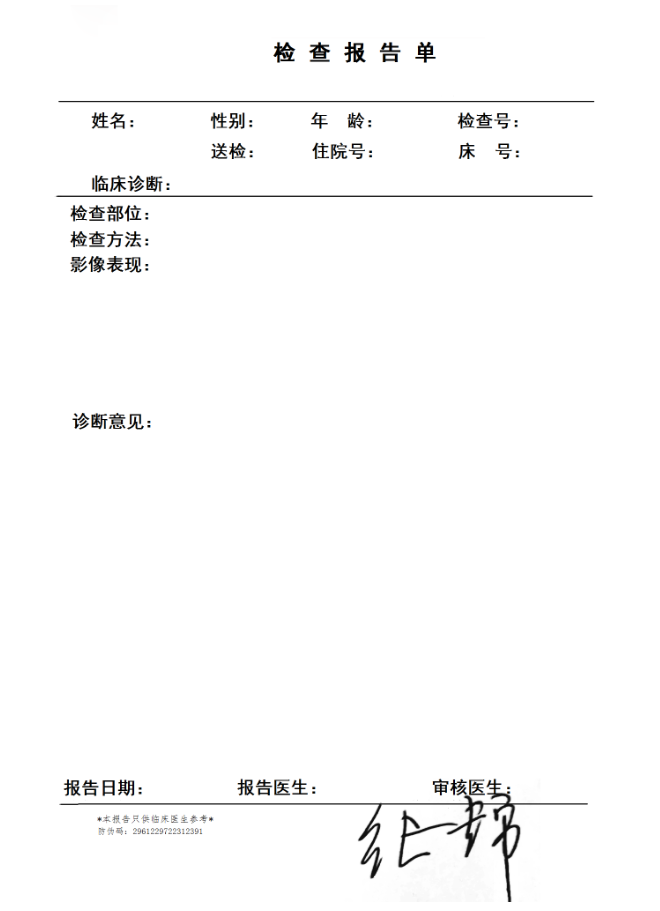 检查报告单
姓名： 性别： 年 龄： 检查号：
送检： 住院号： 床 号：
临床诊断：
检查部位：
检查方法：
影像表现：
诊断意见：
报告日期： 报告医生： 审核医生：
*本报告只供临床医生参考*
防伪码：2961229722312391